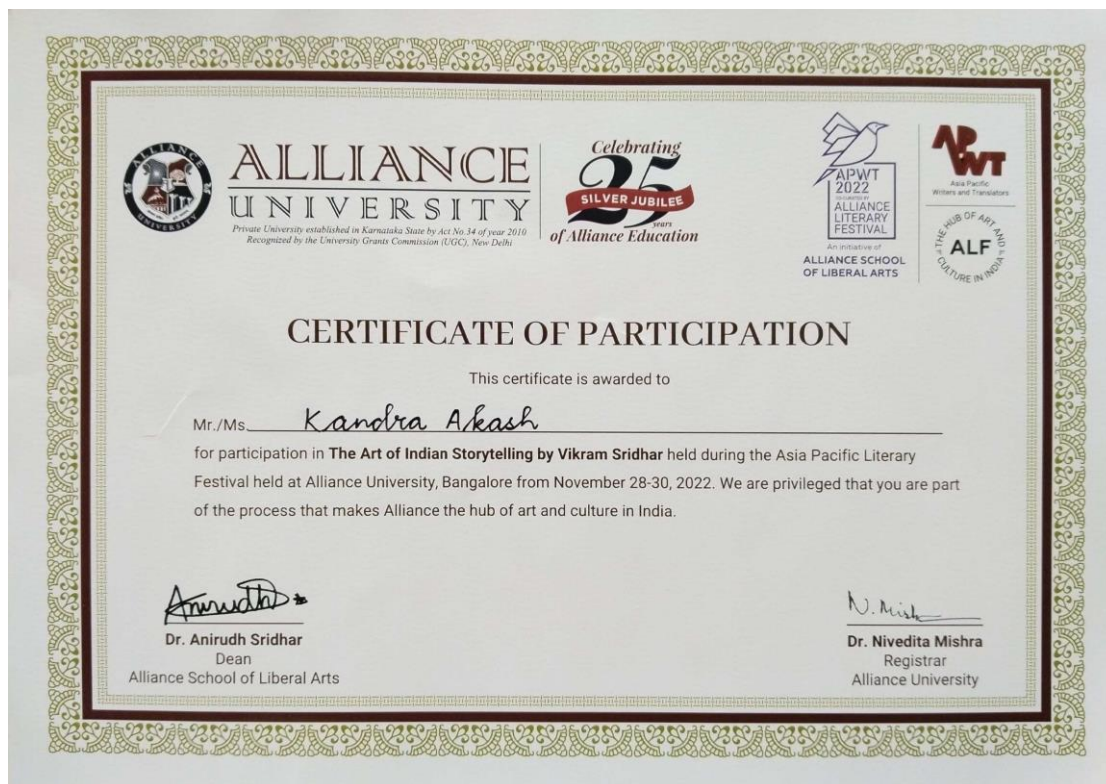 ALLIANCE
UNIVERSITY
Private University established in Karnataka State by Act No.34 of year 2010
Recognized by the University Grants Commission (UGC), New Delhi
ALLIANCE
UNIVERSITY
Celebrating
25
SILVER JUBILEE
years
of Alliance Education
APWT
2022
ALLIANCE
LITERARY
FESTIVAL
An initiative of
ALLIANCE SCHOOL
OF LIBERAL ARTS
APWT
Asia Pacific
Writers and Translators
THE HUB OF ART AND CULTURE IN INDIA
ALF
CERTIFICATE OF PARTICIPATION
This certificate is awarded to
Mr./Ms. Kandra Akash
for participation in The Art of Indian Storytelling by Vikram Sridhar held during the Asia Pacific Literary
Festival held at Alliance University, Bangalore from November 28-30, 2022. We are privileged that you are part
of the process that makes Alliance the hub of art and culture in India.
Anirudh
N. Mish
Dr. Anirudh Sridhar
Dean
Alliance School of Liberal Arts
Dr. Nivedita Mishra
Registrar
Alliance University